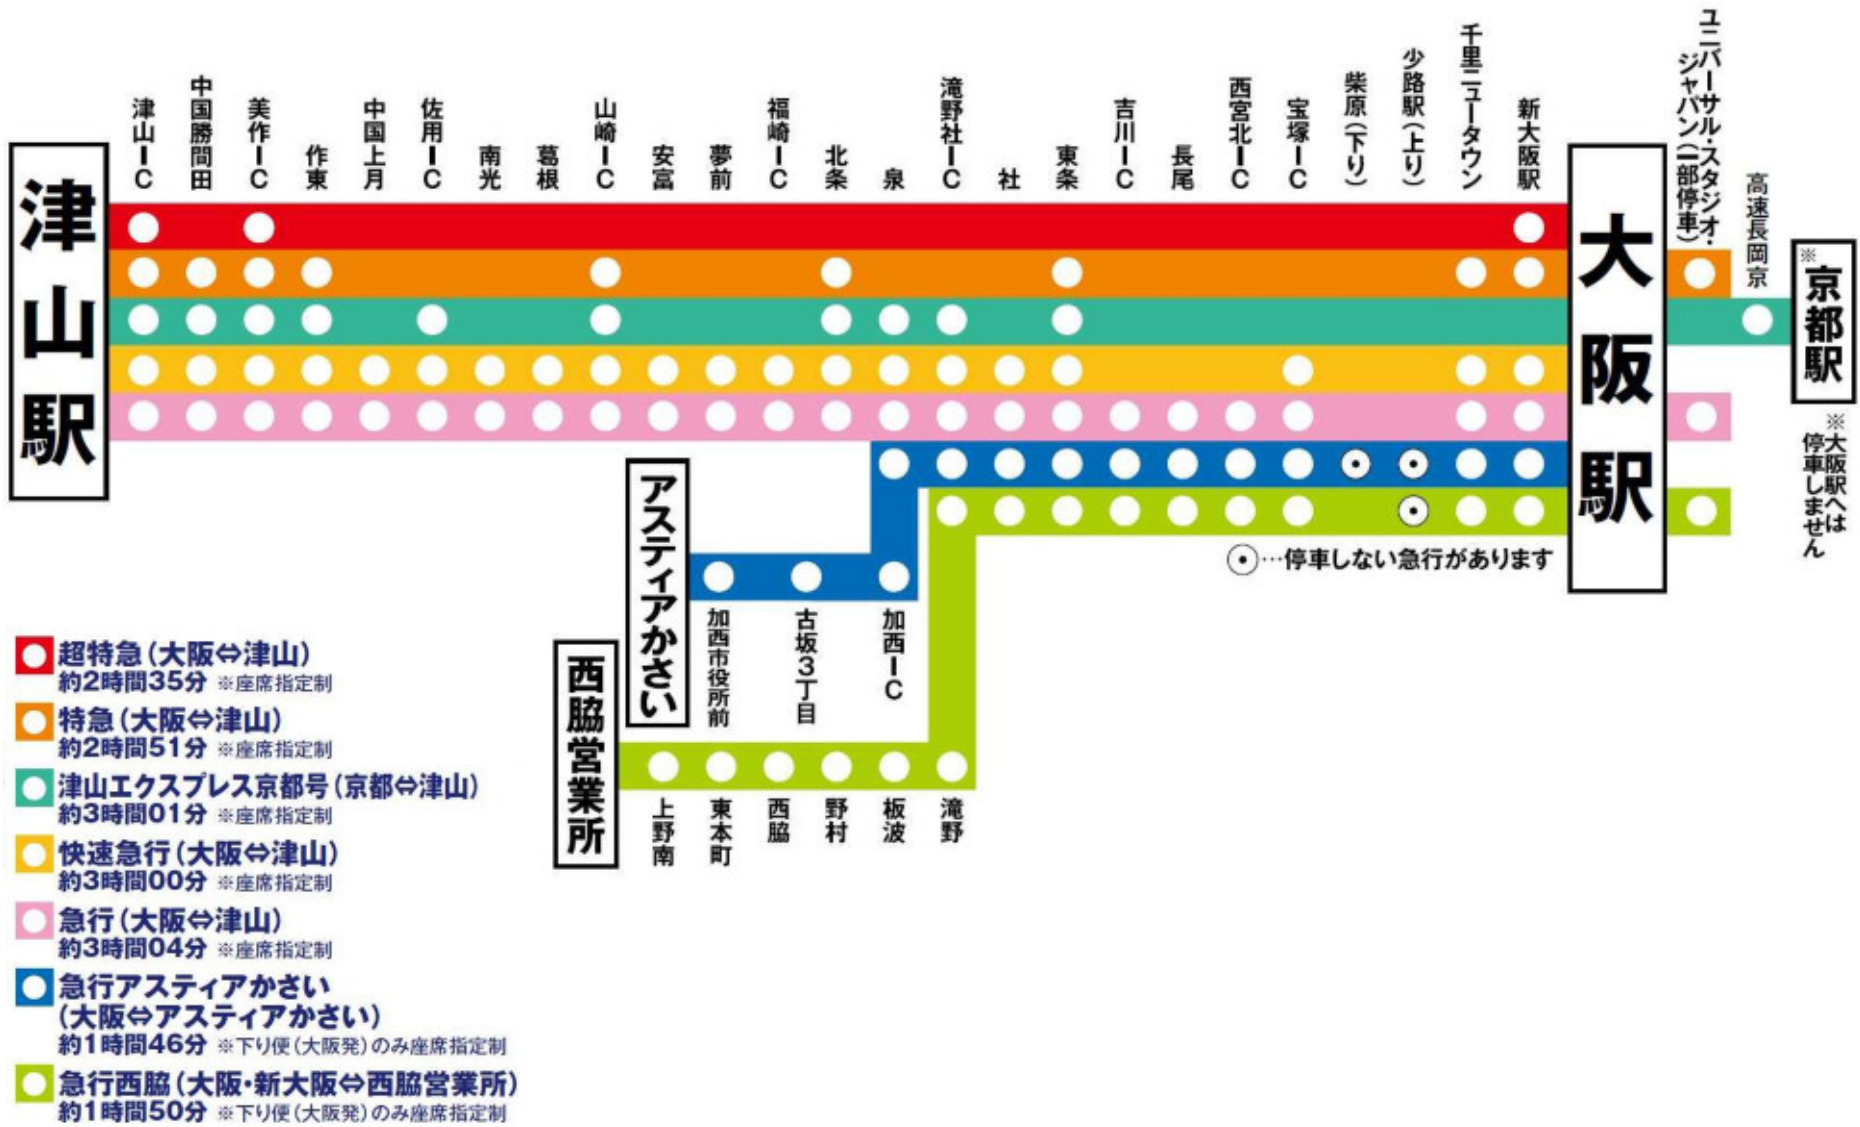 津山駅
津山IC
中国勝間田
美作IC
作東
中国上月
佐用IC
南光
葛根
山崎IC
安富
夢前
福崎IC
北条
泉
滝野社IC
社
東条
吉川IC
長尾
西宮北IC
宝塚IC
柴原(下り)
少路駅(上り)
千里ニュータウン
新大阪駅
大阪駅
ユニバーサル・スタジオ・
ジャパン(一部停車)
高速長岡京
※京都駅
※大阪駅へは
停車しません
アスティアかさい
加西市役所前
古坂3丁目
加西IC
西脇営業所
上野南
東本町
西脇
野村
板波
滝野
…停車しない急行があります
超特急(大阪⇔津山)
約2時間35分 ※座席指定制
特急(大阪⇔津山)
約2時間51分 ※座席指定制
津山エクスプレス京都号(京都⇔津山)
約3時間01分 ※座席指定制
快速急行(大阪⇔津山)
約3時間00分 ※座席指定制
急行(大阪⇔津山)
約3時間04分 ※座席指定制
急行アスティアかさい
(大阪⇔アスティアかさい)
約1時間46分 ※下り便(大阪発)のみ座席指定制
急行西脇(大阪・新大阪⇔西脇営業所)
約1時間50分 ※下り便(大阪発)のみ座席指定制